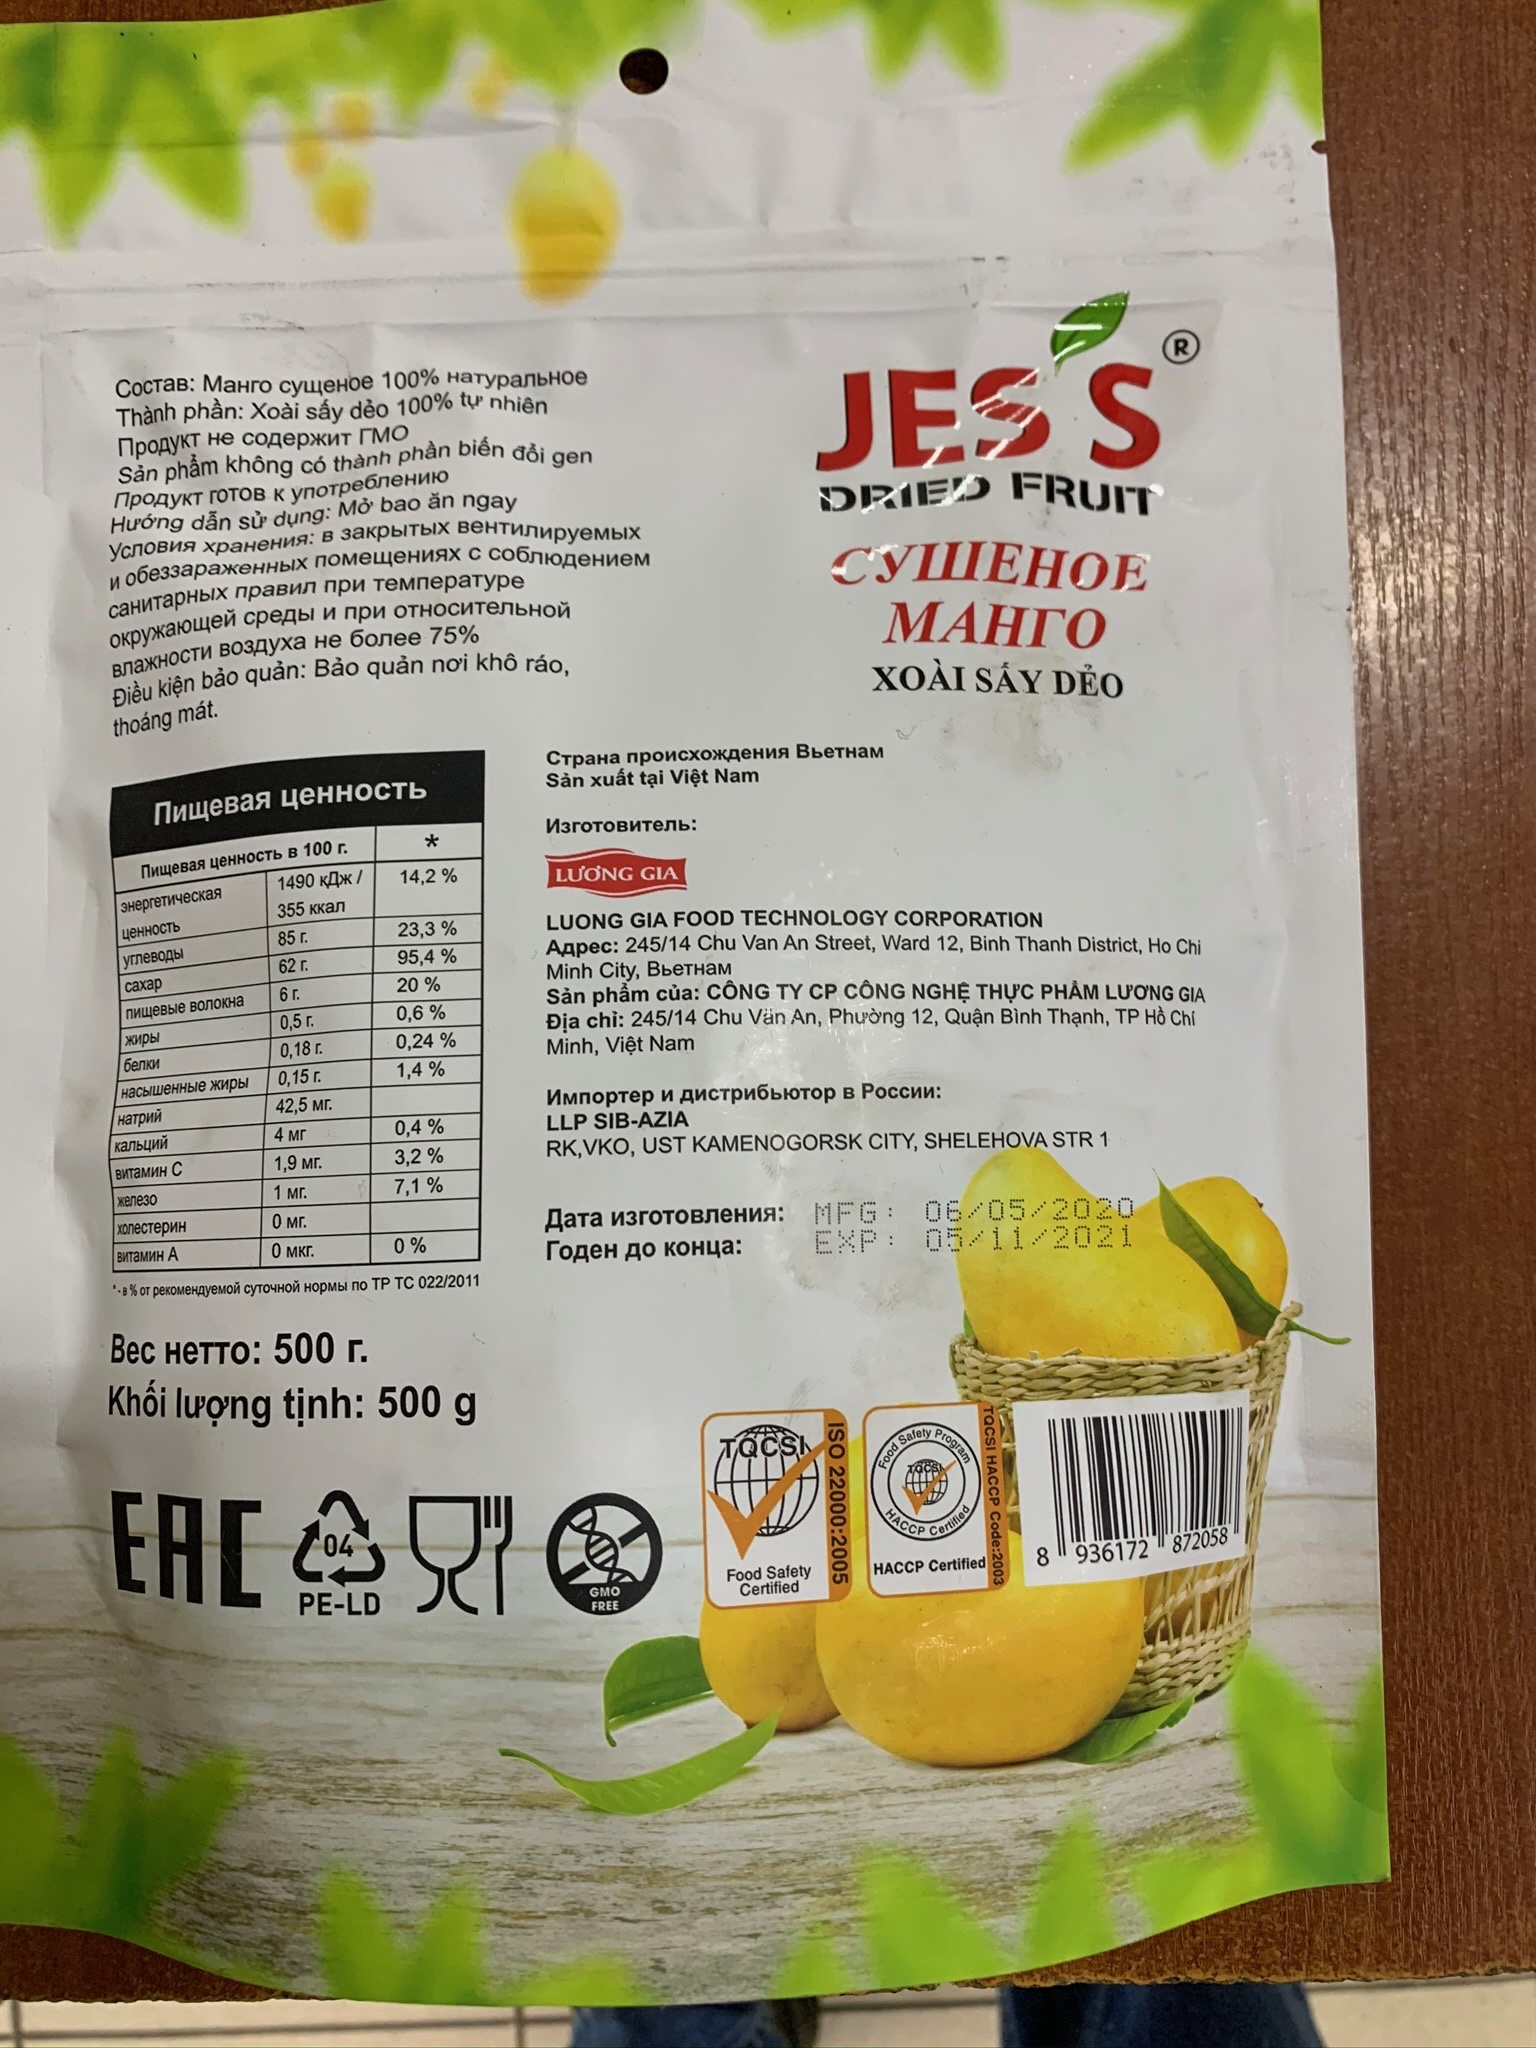 Состав: Манго сущеное 100% натуральное
Thành phần: Xoài sấy dẻo 100% tự nhiên
Продукт не содержит ГМО
Sản phẩm không có thành phần biến đổi gen
Продукт готов к употреблению
Hướng dẫn sử dụng: Mở bao ăn ngay
Условия хранения: в закрытых вентилируемых
и обеззараженных помещениях с соблюдением
санитарных правил при температуре
окружающей среды и при относительной
влажности воздуха не более 75%
Điều kiện bảo quản: Bảo quản nơi khô ráo,
thoáng mát.
JES'S ®
DRIED FRUIT
СУШЕНОЕ
МАНГО
XOÀI SẤY DẺO
Пищевая ценность
Пищевая ценность в 100 г. *
энергетическая ценность 1490 кДж / 355 ккал 14,2 %
углеводы 85 г. 23,3 %
сахар 62 г. 95,4 %
пищевые волокна 6 г. 20 %
жиры 0,5 г. 0,6 %
белки 0,18 г. 0,24 %
насыщенные жиры 0,15 г. 1,4 %
натрий 42,5 мг.
кальций 4 мг 0,4 %
витамин С 1,9 мг. 3,2 %
железо 1 мг. 7,1 %
холестерин 0 мг.
витамин А 0 мкг. 0 %
*- в % от рекомендуемой суточной нормы по ТР ТС 022/2011
Вес нетто: 500 г.
Khối lượng tịnh: 500 g
Страна происхождения Вьетнам
Sản xuất tại Việt Nam
Изготовитель:
LƯƠNG GIA
LUONG GIA FOOD TECHNOLOGY CORPORATION
Адрес: 245/14 Chu Van An Street, Ward 12, Binh Thanh District, Ho Chi
Minh City, Вьетнам
Sản phẩm của: CÔNG TY CP CÔNG NGHỆ THỰC PHẨM LƯƠNG GIA
Địa chỉ: 245/14 Chu Văn An, Phường 12, Quận Bình Thạnh, TP Hồ Chí
Minh, Việt Nam
Импортер и дистрибьютор в России:
LLP SIB-AZIA
RK,VKO, UST KAMENOGORSK CITY, SHELEHOVA STR 1
Дата изготовления: MFG: 06/05/2020
Годен до конца: EXP: 05/11/2021
EAC
04
PE-LD
GMO
FREE
TQCSI
ISO 22000:2005
Food Safety
Certified
Food Safety Program
TQCSI
HACCP Certified
HACCP Certified
TQCSI HACCP Code:2003
8 936172 872058